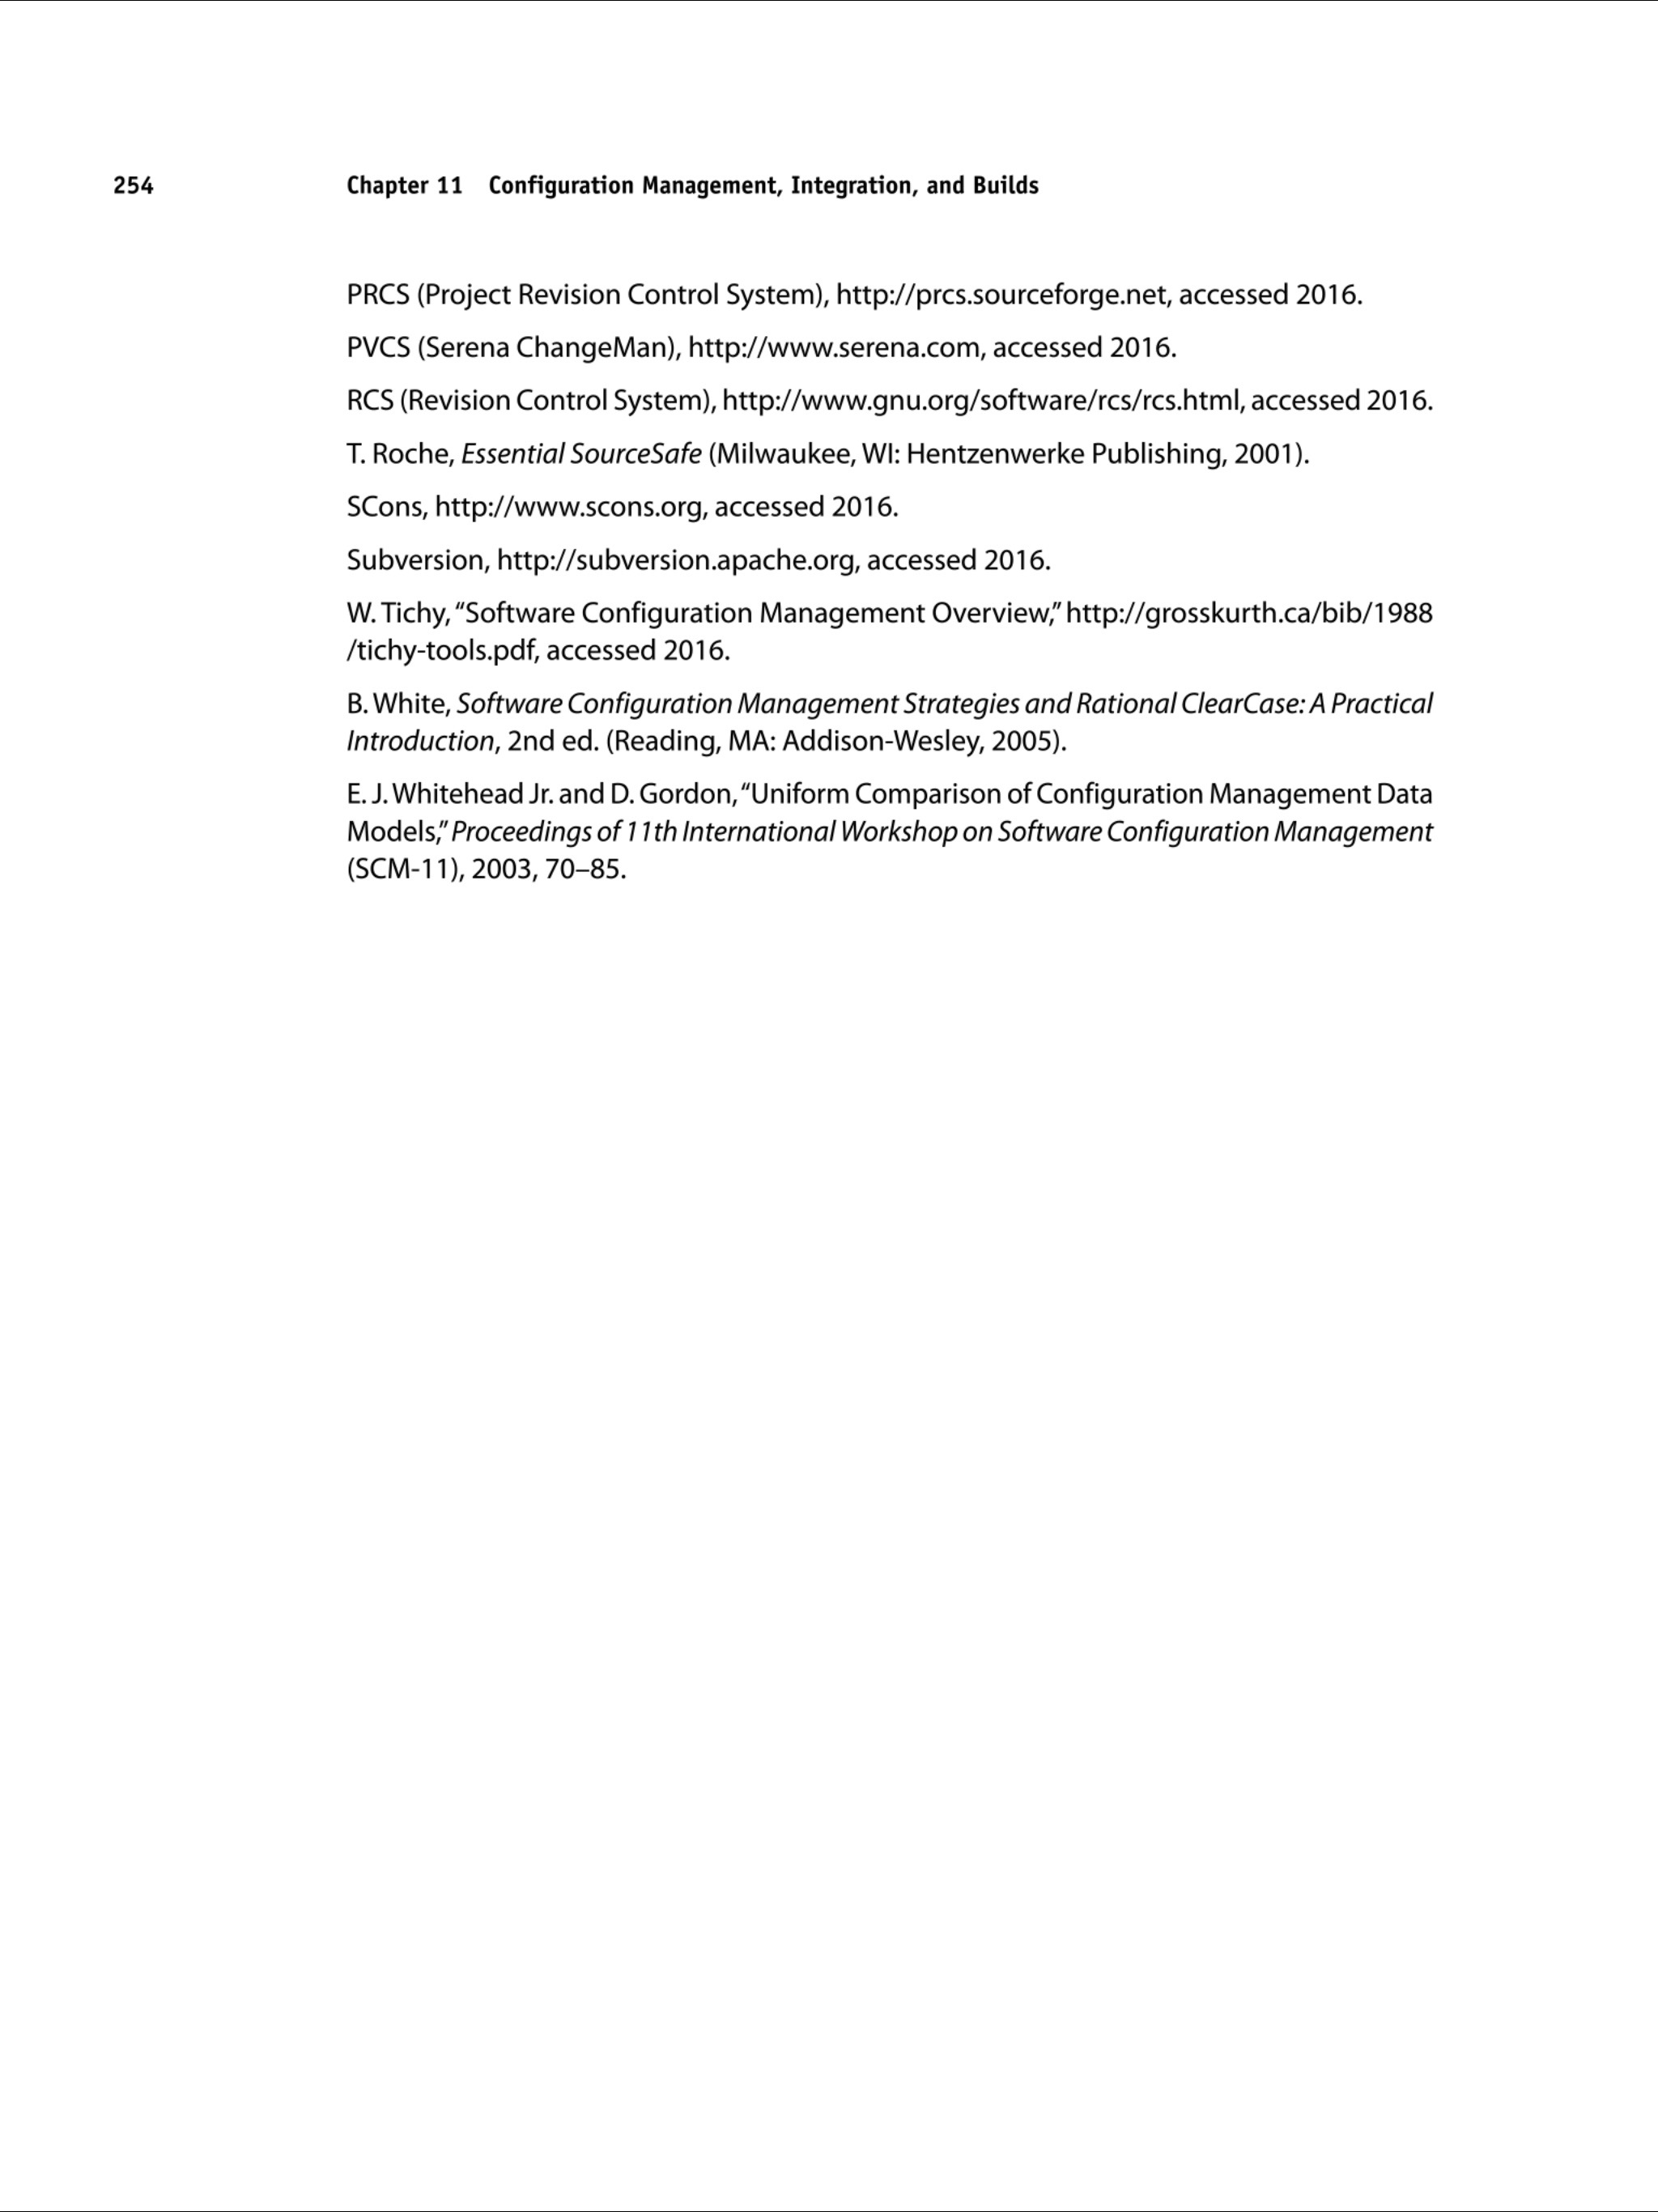 254 Chapter 11 Configuration Management, Integration, and Builds
PRCS (Project Revision Control System), http://prcs.sourceforge.net, accessed 2016.
PVCS (Serena ChangeMan), http://www.serena.com, accessed 2016.
RCS (Revision Control System), http://www.gnu.org/software/rcs/rcs.html, accessed 2016.
T. Roche, Essential SourceSafe (Milwaukee, WI: Hentzenwerke Publishing, 2001).
SCons, http://www.scons.org, accessed 2016.
Subversion, http://subversion.apache.org, accessed 2016.
W. Tichy, “Software Configuration Management Overview,” http://grosskurth.ca/bib/1988
/tichy-tools.pdf, accessed 2016.
B. White, Software Configuration Management Strategies and Rational ClearCase: A Practical
Introduction, 2nd ed. (Reading, MA: Addison-Wesley, 2005).
E. J. Whitehead Jr. and D. Gordon, “Uniform Comparison of Configuration Management Data
Models,” Proceedings of 11th International Workshop on Software Configuration Management
(SCM-11), 2003, 70–85.